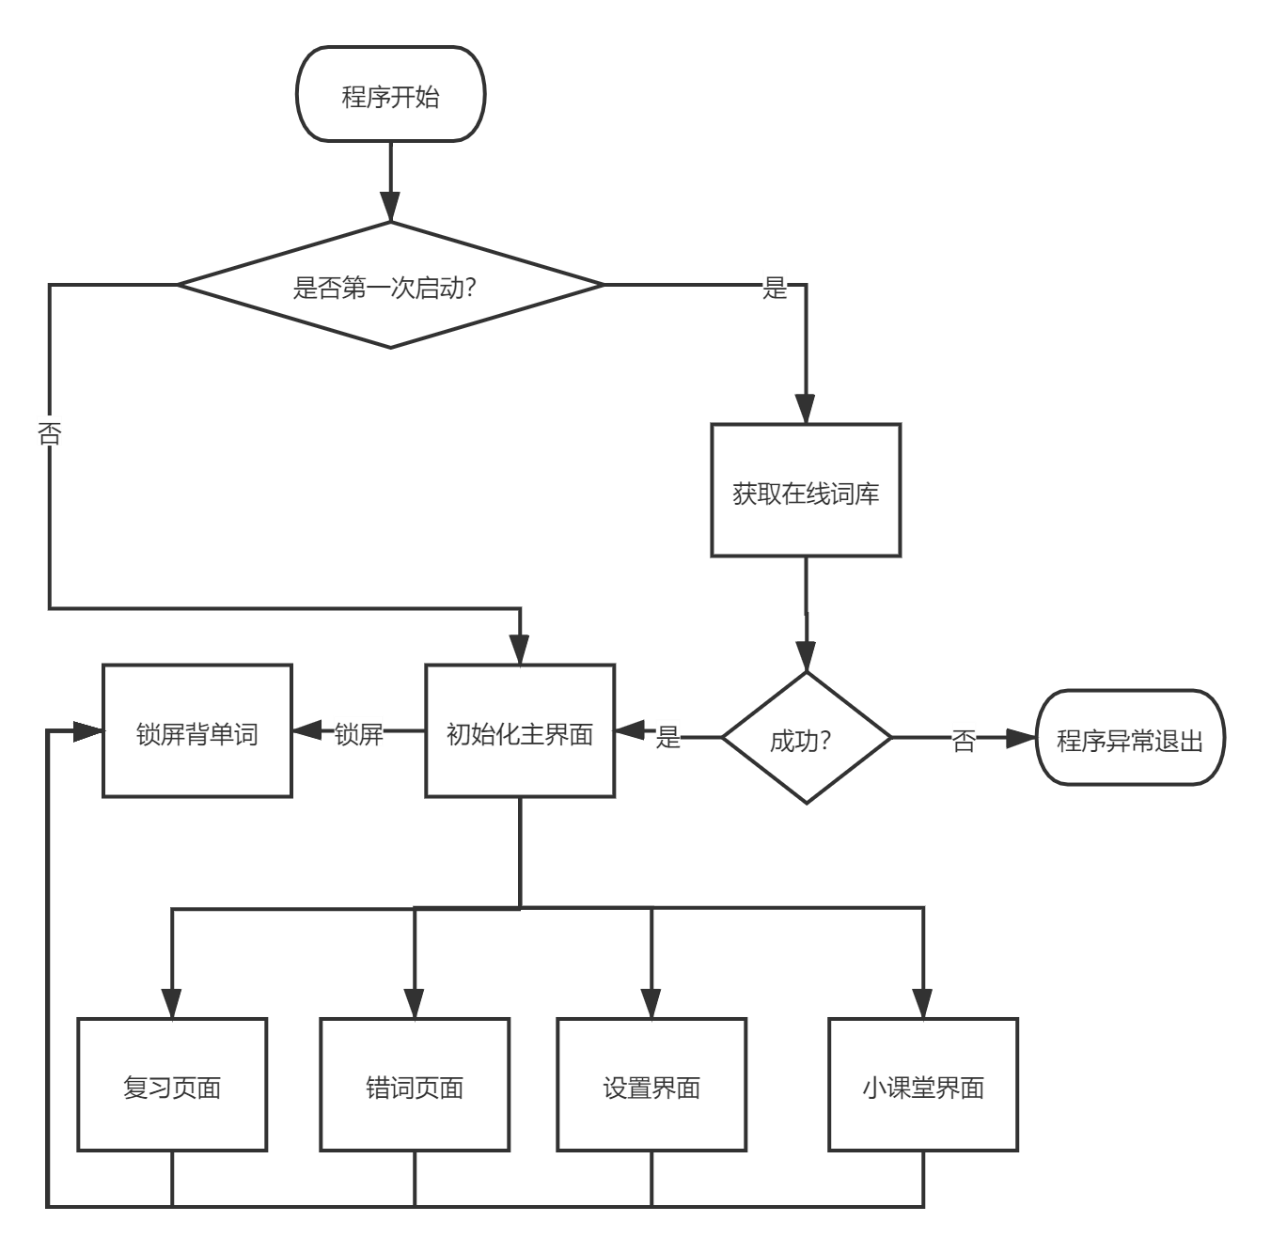 程序开始
是否第一次启动?
是
否
获取在线词库
锁屏背单词
锁屏
初始化主界面
是
成功?
否
程序异常退出
复习页面
错词页面
设置界面
小课堂界面